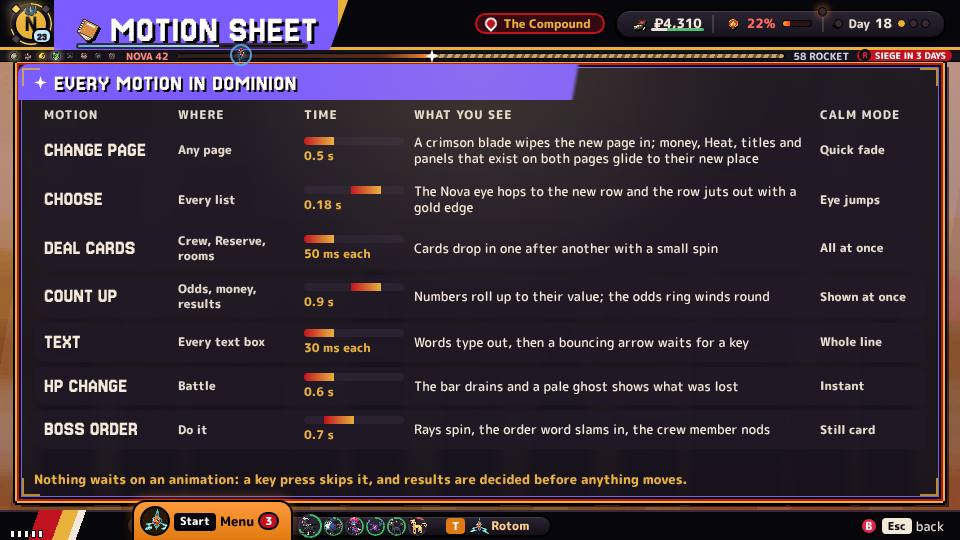 N
23
MOTION SHEET
The Compound
₽4,310
22%
Day 18
NOVA 42
58 ROCKET
R SIEGE IN 3 DAYS
EVERY MOTION IN DOMINION
MOTION WHERE TIME WHAT YOU SEE CALM MODE
CHANGE PAGE
Any page
0.5 s
A crimson blade wipes the new page in; money, Heat, titles and
panels that exist on both pages glide to their new place
Quick fade
CHOOSE
Every list
0.18 s
The Nova eye hops to the new row and the row juts out with a
gold edge
Eye jumps
DEAL CARDS
Crew, Reserve,
rooms
50 ms each
Cards drop in one after another with a small spin
All at once
COUNT UP
Odds, money,
results
0.9 s
Numbers roll up to their value; the odds ring winds round
Shown at once
TEXT
Every text box
30 ms each
Words type out, then a bouncing arrow waits for a key
Whole line
HP CHANGE
Battle
0.6 s
The bar drains and a pale ghost shows what was lost
Instant
BOSS ORDER
Do it
0.7 s
Rays spin, the order word slams in, the crew member nods
Still card
Nothing waits on an animation: a key press skips it, and results are decided before anything moves.
Start Menu 3
T Rotom
B Esc back